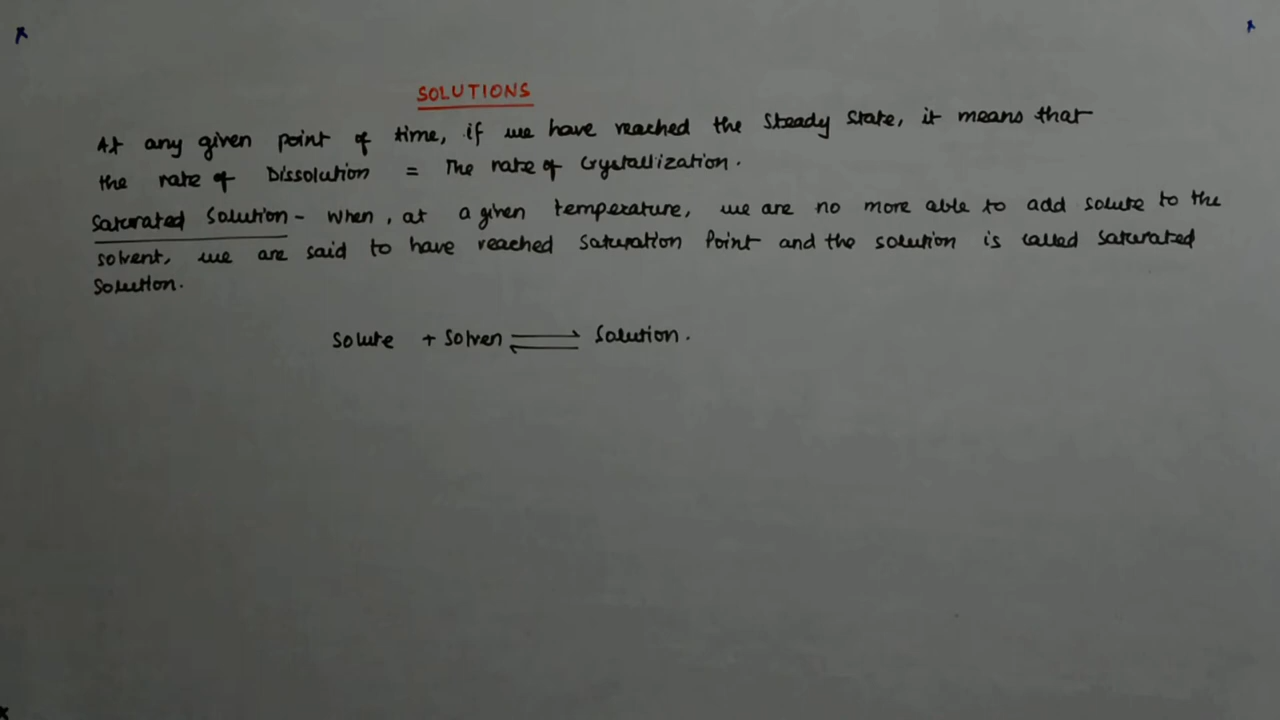 SOLUTIONS
At any given point of time, if we have reached the Steady State, it means that
the rate of Dissolution = The rate of Crystallization.
Saturated Solution - When, at a given temperature, we are no more able to add solute to the
solvent, we are said to have reached Saturation Point and the solution is called Saturated
Solution.
Solute + Solven ⇌ Solution.